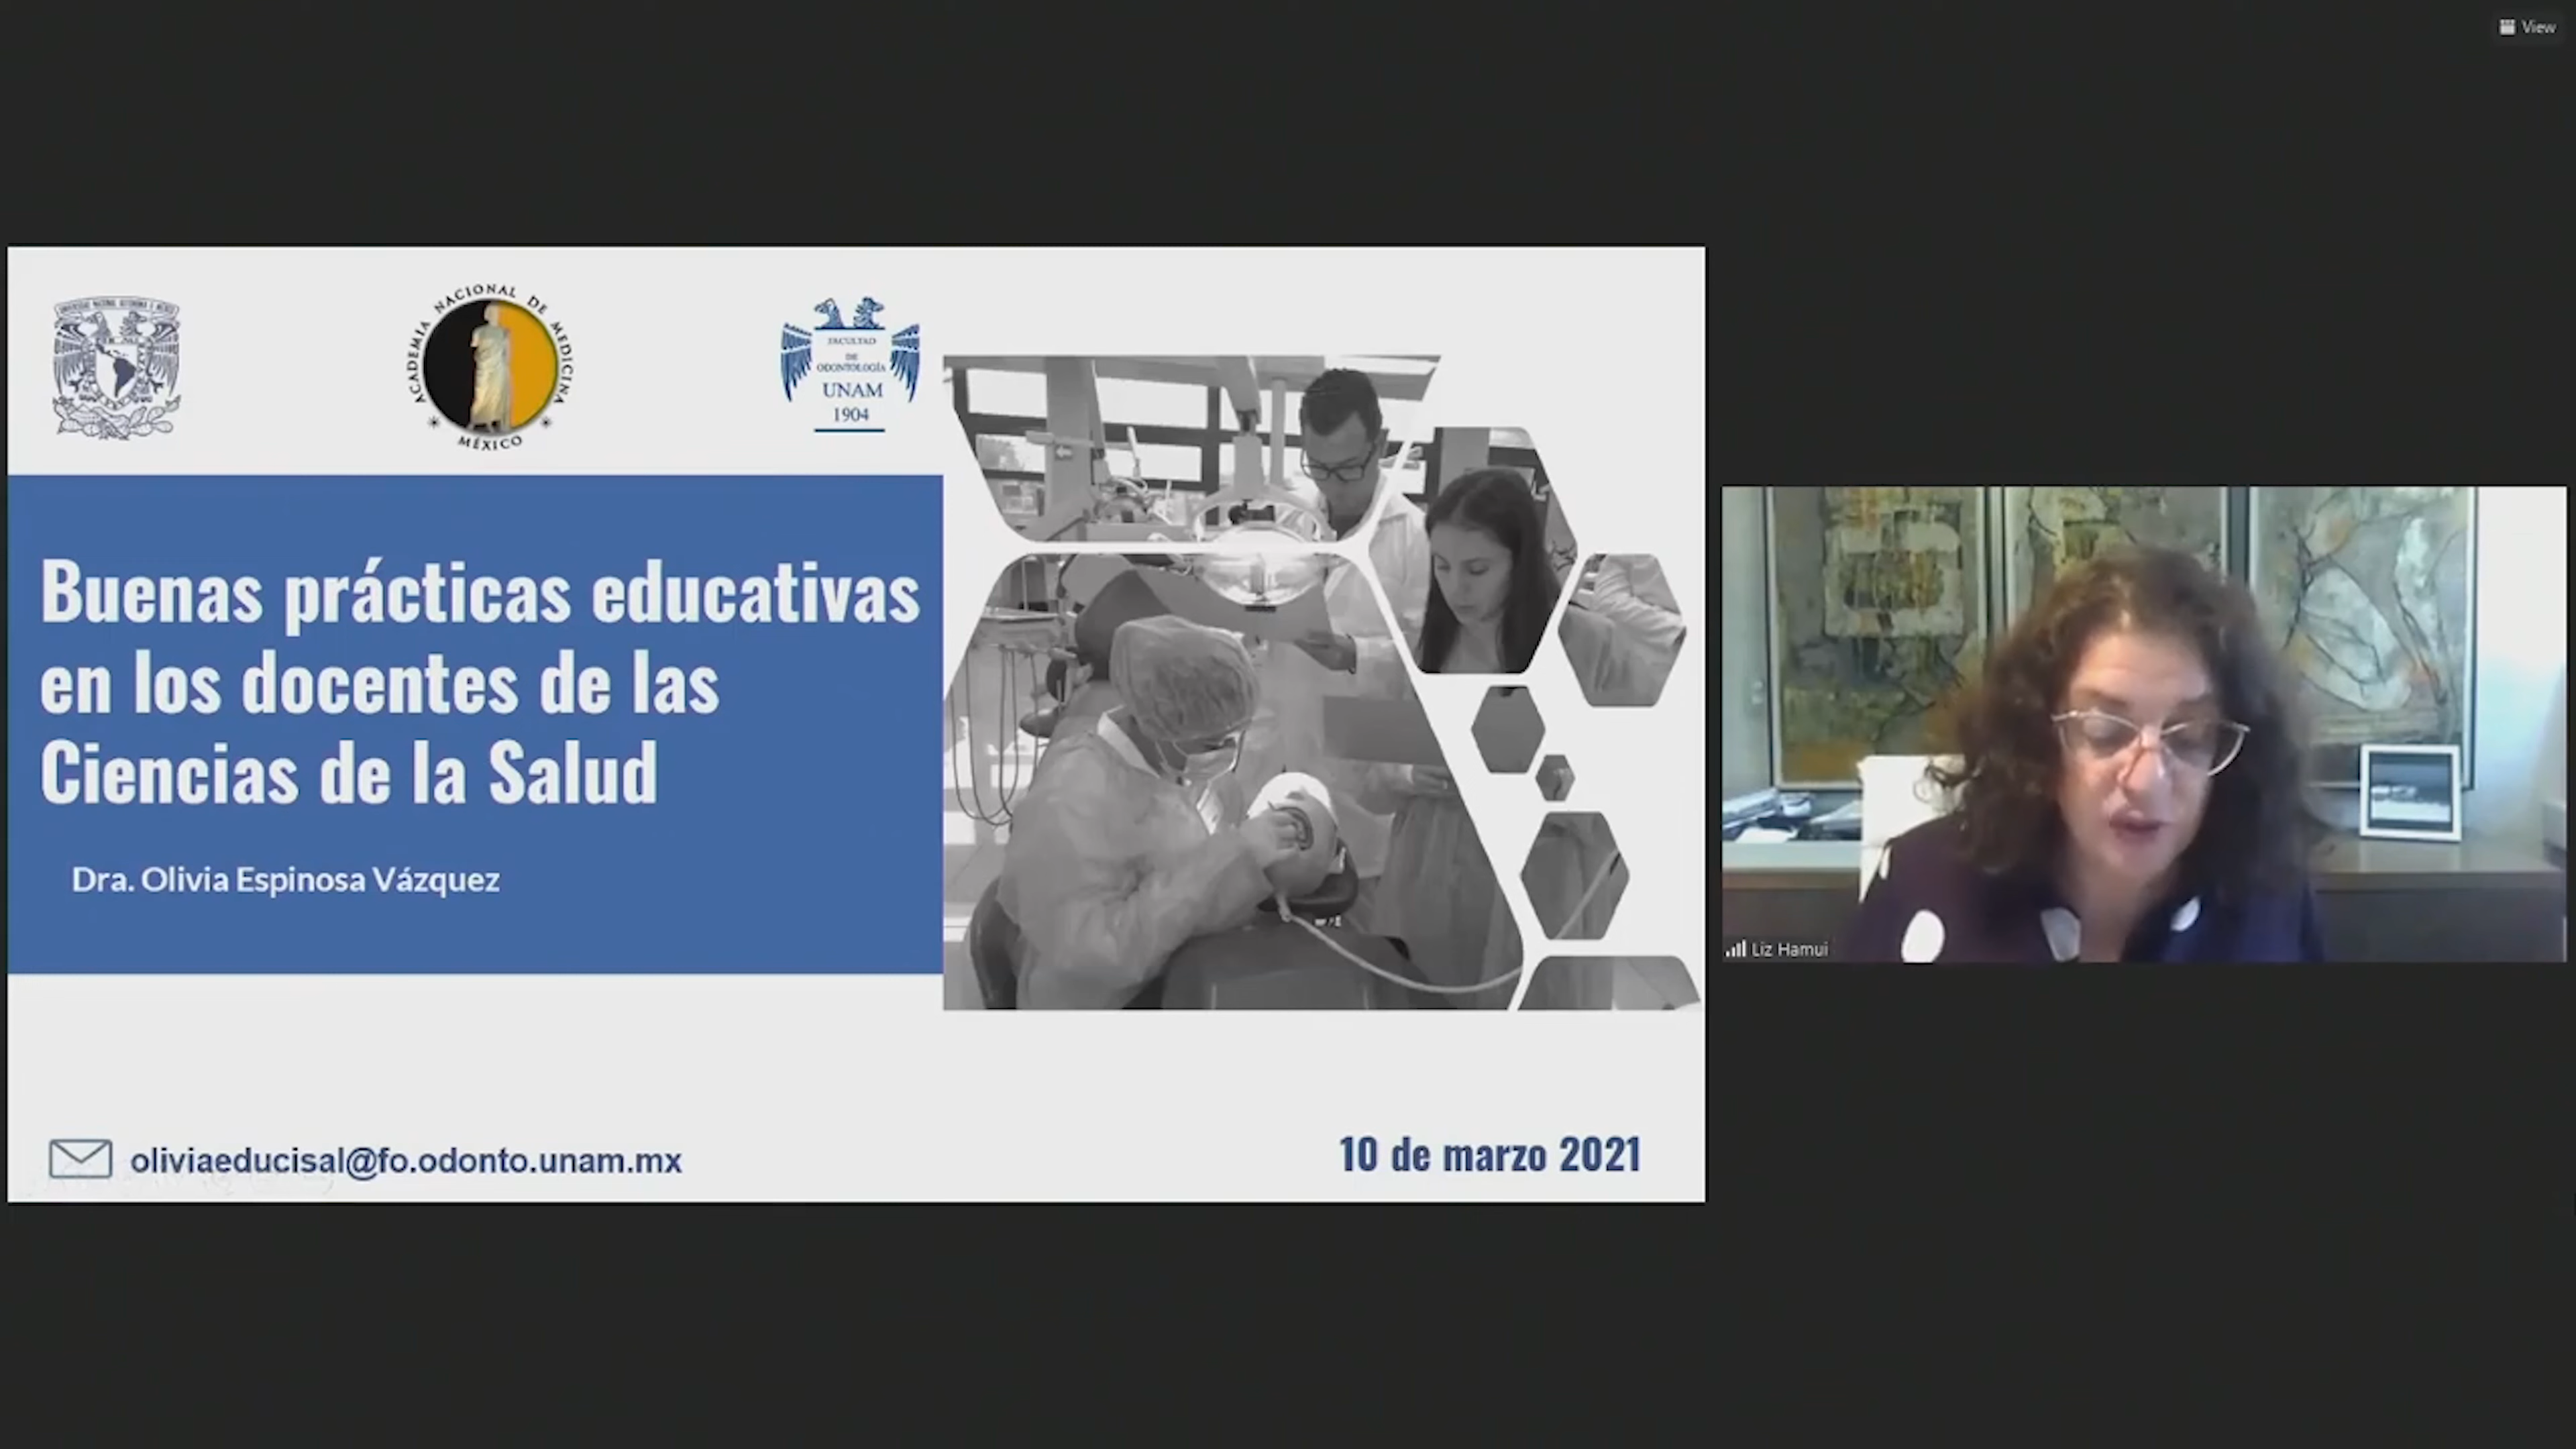 View
ACADEMIA NACIONAL DE MEDICINA
MÉXICO
FACULTAD
DE
ODONTOLOGÍA
UNAM
1904
Buenas prácticas educativas
en los docentes de las
Ciencias de la Salud
Dra. Olivia Espinosa Vázquez
oliviaeducisal@fo.odonto.unam.mx
10 de marzo 2021
Liz Hamui